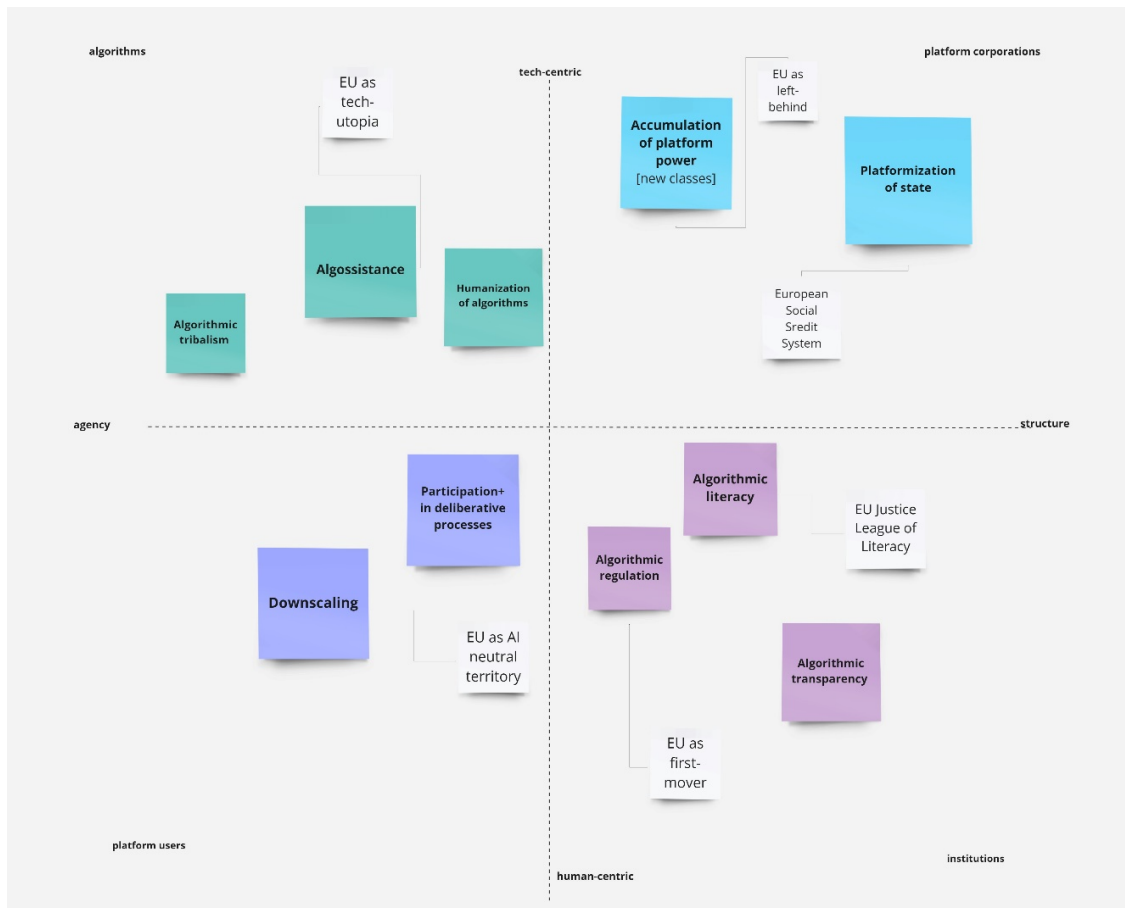 algorithms
platform corporations
tech-centric
EU as
tech-
utopia
EU as
left-
behind
Accumulation
of platform
power
[new classes]
Platformization
of state
Algossistance
Humanization
of algorithms
Algorithmic
tribalism
European
Social
Sredit
System
agency
structure
Participation+
in deliberative
processes
Downscaling
EU as AI
neutral
territory
Algorithmic
literacy
Algorithmic
regulation
EU Justice
League of
Literacy
Algorithmic
transparency
EU as
first-
mover
platform users
institutions
human-centric